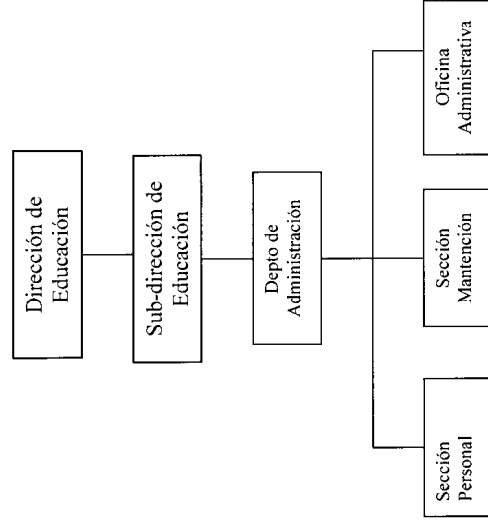 Dirección de
Educación
Sub-dirección de
Educación
Depto de
Administración
Sección
Personal
Sección
Mantención
Oficina
Administrativa